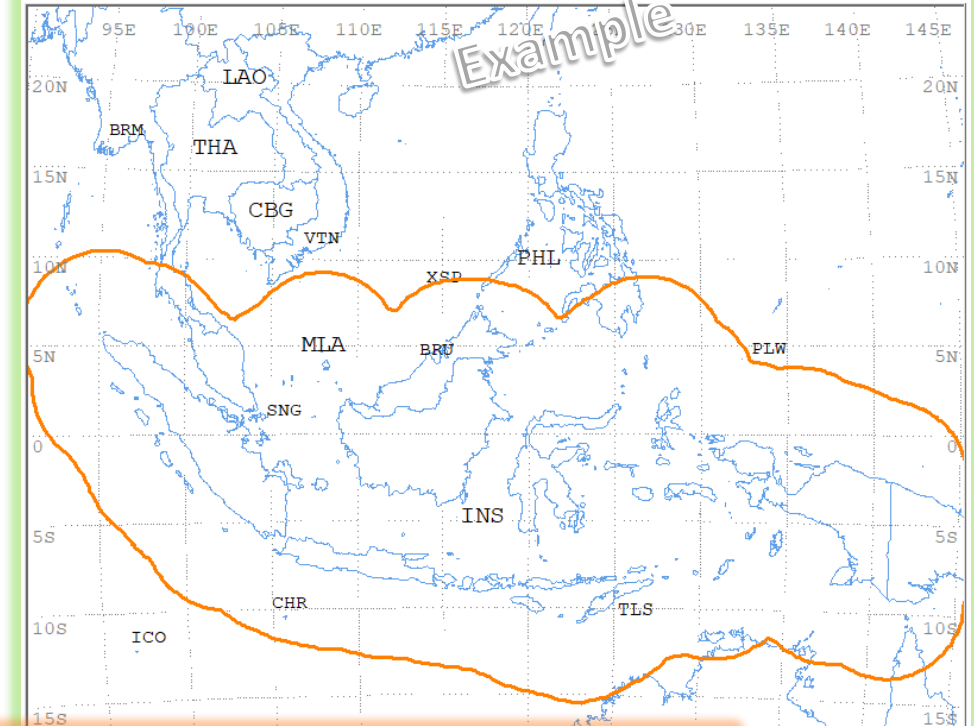 Example
95E 100E 105E 110E 115E 120E 125E 130E 135E 140E 145E
20N LAO 20N
BRM
THA
15N 15N
CBG
VTN
10N XSP PHL 10N
5N MLA BRU PLW 5N
SNG
0 0
INS
5S 5S
CHR TLS
10S ICO 10S
15S 15S